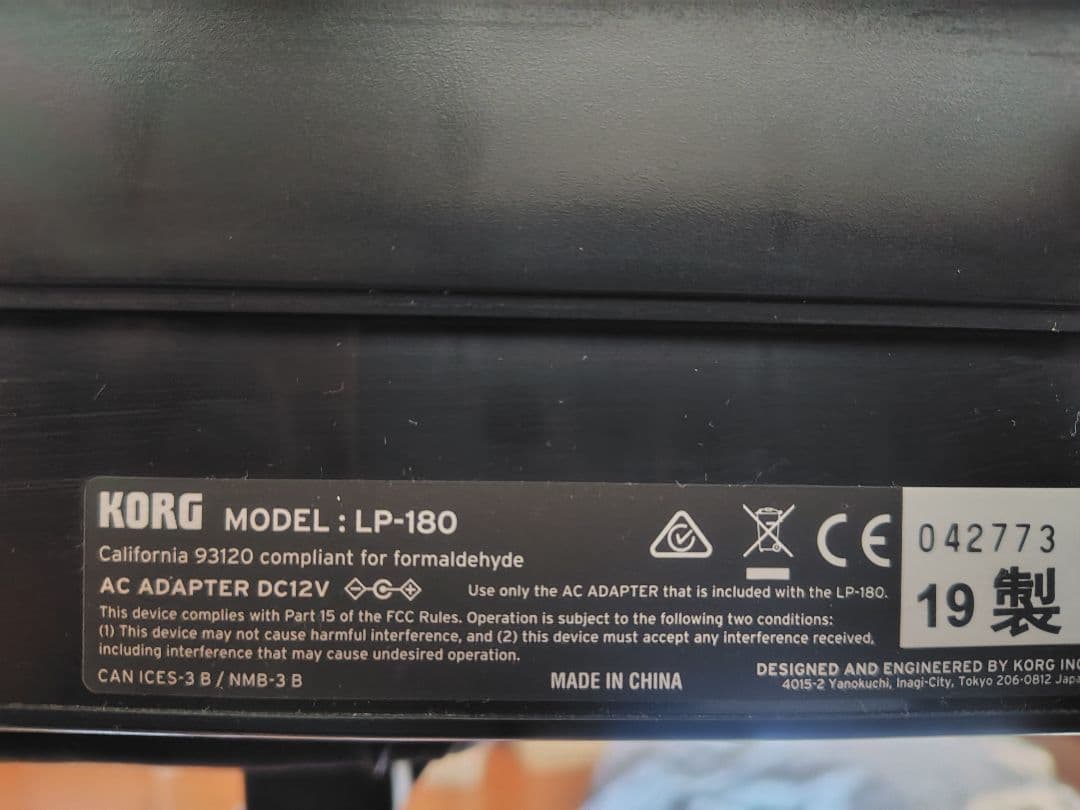 KORG MODEL : LP-180
California 93120 compliant for formaldehyde
AC ADAPTER DC12V
Use only the AC ADAPTER that is included with the LP-180.
This device complies with Part 15 of the FCC Rules. Operation is subject to the following two conditions:
(1) This device may not cause harmful interference, and (2) this device must accept any interference received,
including interference that may cause undesired operation.
CAN ICES-3 B / NMB-3 B
MADE IN CHINA
CE
042773
19 製
DESIGNED AND ENGINEERED BY KORG INC
4015-2 Yanokuchi, Inagi-City, Tokyo 206-0812 Japa